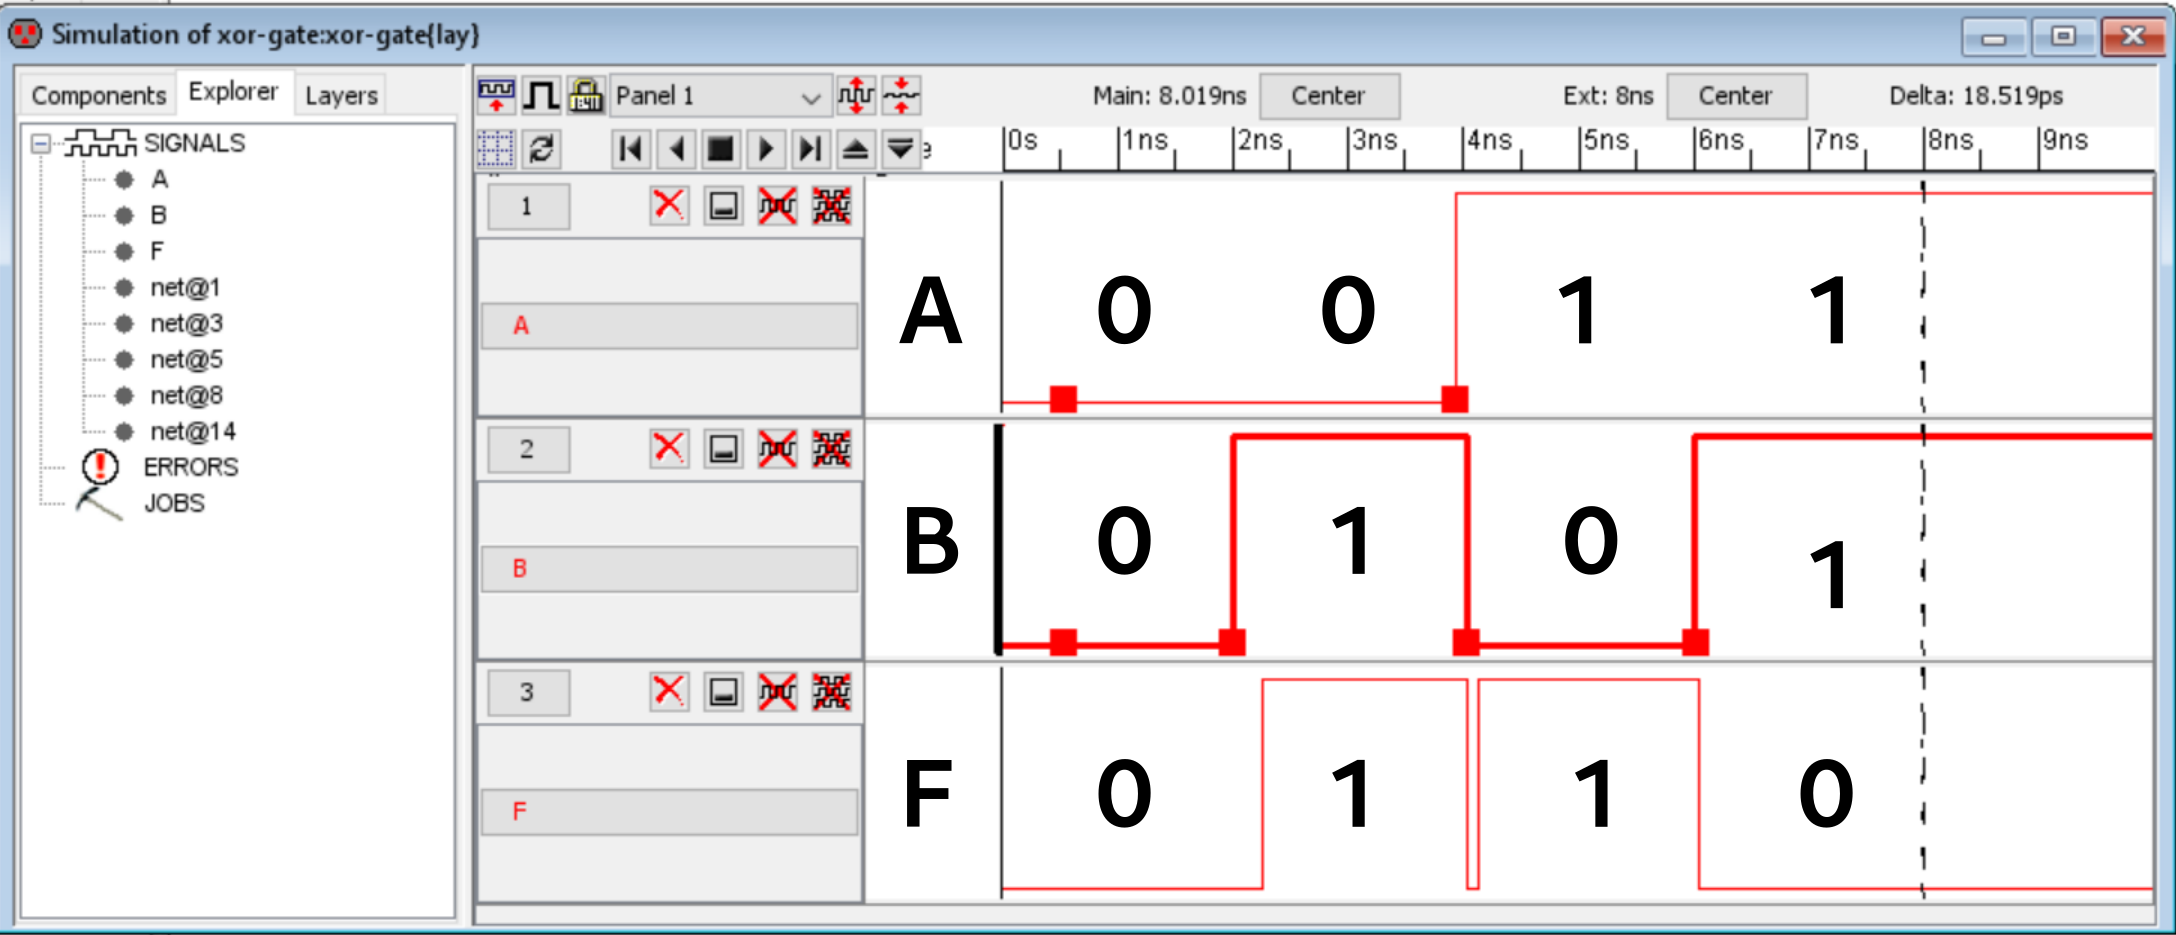 Simulation of xor-gate:xor-gate{lay}
Components Explorer Layers
SIGNALS
A
B
F
net@1
net@3
net@5
net@8
net@14
ERRORS
JOBS
Panel 1
Main: 8.019ns Center Ext: 8ns Center Delta: 18.519ps
0s 1ns 2ns 3ns 4ns 5ns 6ns 7ns 8ns 9ns
1
A
A 0 0 1 1
2
B
B 0 1 0 1
3
F
F 0 1 1 0